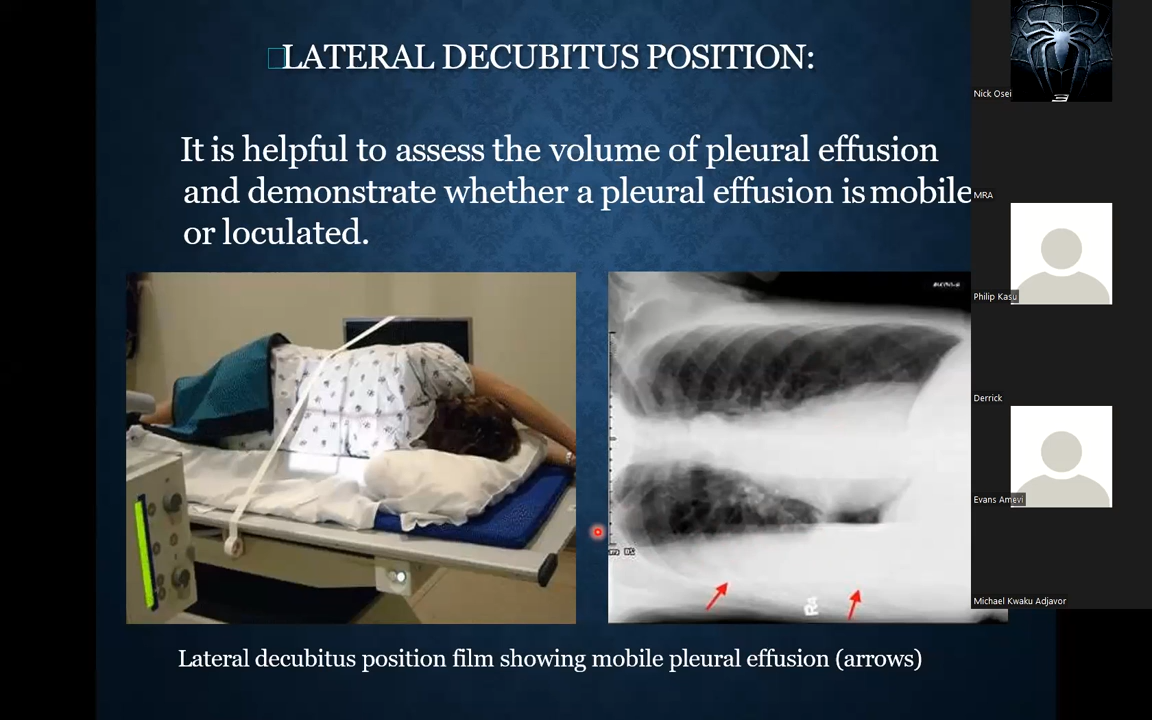 LATERAL DECUBITUS POSITION:
It is helpful to assess the volume of pleural effusion
and demonstrate whether a pleural effusion is mobile
or loculated.
Lateral decubitus position film showing mobile pleural effusion (arrows)
Nick Osei
MRA
Philip Kasu
Derrick
Evans Amevi
Michael Kwaku Adjavor